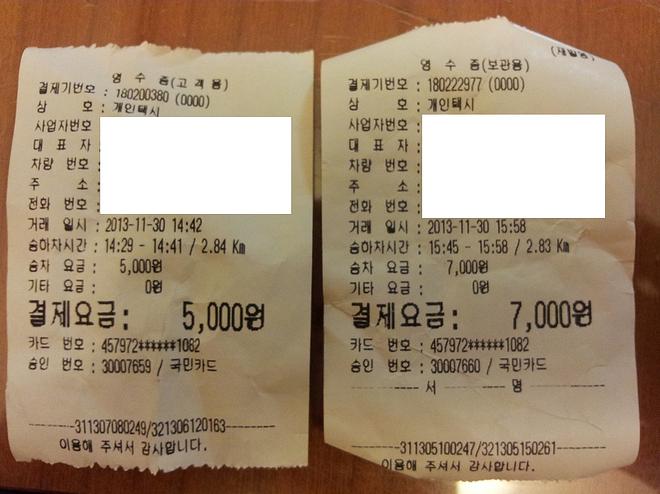 영 수 증(고객용)
결제기번호 : 180200380 (0000)
상 호 : 개인택시
사업자번호
대 표 자
차량 번호
주 소 :
전화 번호
거래 일시 : 2013-11-30 14:42
승하차시간 : 14:29 - 14:41 / 2.84 Km
승차 요금 : 5,000원
기타 요금 : 0원
결제요금: 5,000원
카드 번호 : 457972******1082
승인 번호 : 30007659 / 국민카드
311307080249/321306120163
이용해 주셔서 감사합니다.
(재발행)
영 수 증(보관용)
결제기번호 : 180222977 (0000)
상 호 : 개인택시
사업자번호 :
대 표 자 :
차량 번호 :
주 소 :
전화 번호 :
거래 일시 : 2013-11-30 15:58
승하차시간 : 15:45 - 15:58 / 2.83 Km
승차 요금 : 7,000원
기타 요금 : 0원
결제요금: 7,000원
카드 번호 : 457972******1082
승인 번호 : 30007660 / 국민카드
서 명
311305100247/321305150261
이용해 주셔서 감사합니다.